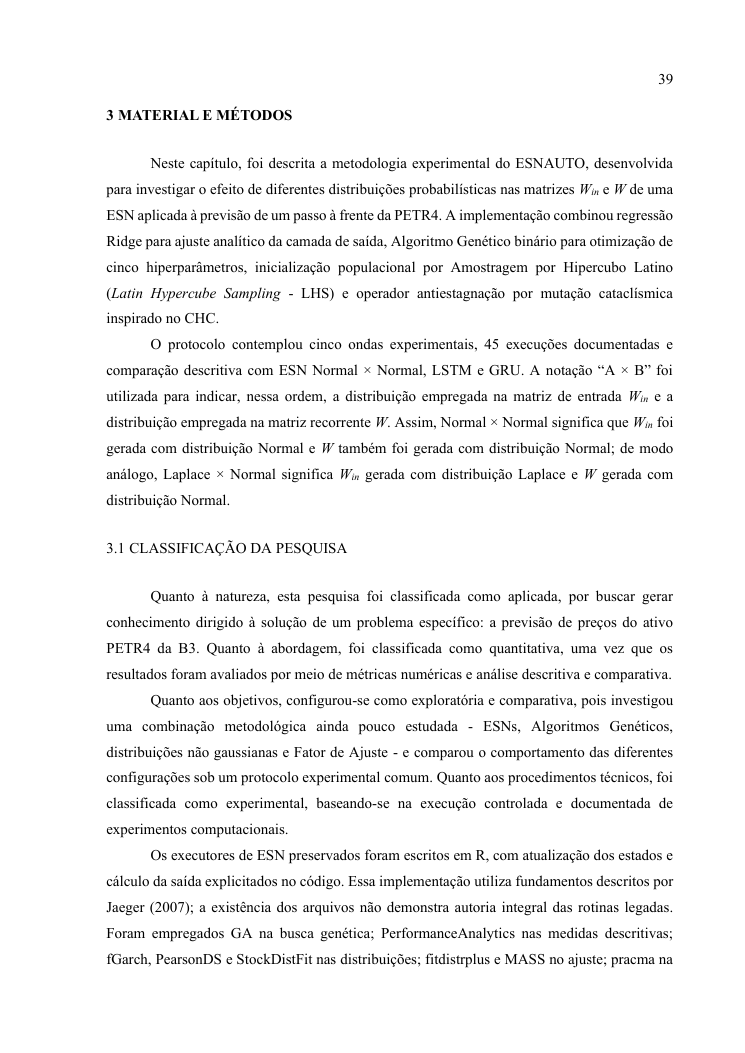 39
3 MATERIAL E MÉTODOS
Neste capítulo, foi descrita a metodologia experimental do ESNAUTO, desenvolvida
para investigar o efeito de diferentes distribuições probabilísticas nas matrizes Win e W de uma
ESN aplicada à previsão de um passo à frente da PETR4. A implementação combinou regressão
Ridge para ajuste analítico da camada de saída, Algoritmo Genético binário para otimização de
cinco hiperparâmetros, inicialização populacional por Amostragem por Hipercubo Latino
(Latin Hypercube Sampling - LHS) e operador antiestagnação por mutação cataclísmica
inspirado no CHC.
O protocolo contemplou cinco ondas experimentais, 45 execuções documentadas e
comparação descritiva com ESN Normal × Normal, LSTM e GRU. A notação “A × B” foi
utilizada para indicar, nessa ordem, a distribuição empregada na matriz de entrada Win e a
distribuição empregada na matriz recorrente W. Assim, Normal × Normal significa que Win foi
gerada com distribuição Normal e W também foi gerada com distribuição Normal; de modo
análogo, Laplace × Normal significa Win gerada com distribuição Laplace e W gerada com
distribuição Normal.
3.1 CLASSIFICAÇÃO DA PESQUISA
Quanto à natureza, esta pesquisa foi classificada como aplicada, por buscar gerar
conhecimento dirigido à solução de um problema específico: a previsão de preços do ativo
PETR4 da B3. Quanto à abordagem, foi classificada como quantitativa, uma vez que os
resultados foram avaliados por meio de métricas numéricas e análise descritiva e comparativa.
Quanto aos objetivos, configurou-se como exploratória e comparativa, pois investigou
uma combinação metodológica ainda pouco estudada - ESNs, Algoritmos Genéticos,
distribuições não gaussianas e Fator de Ajuste - e comparou o comportamento das diferentes
configurações sob um protocolo experimental comum. Quanto aos procedimentos técnicos, foi
classificada como experimental, baseando-se na execução controlada e documentada de
experimentos computacionais.
Os executores de ESN preservados foram escritos em R, com atualização dos estados e
cálculo da saída explicitados no código. Essa implementação utiliza fundamentos descritos por
Jaeger (2007); a existência dos arquivos não demonstra autoria integral das rotinas legadas.
Foram empregados GA na busca genética; PerformanceAnalytics nas medidas descritivas;
fGarch, PearsonDS e StockDistFit nas distribuições; fitdistrplus e MASS no ajuste; pracma na